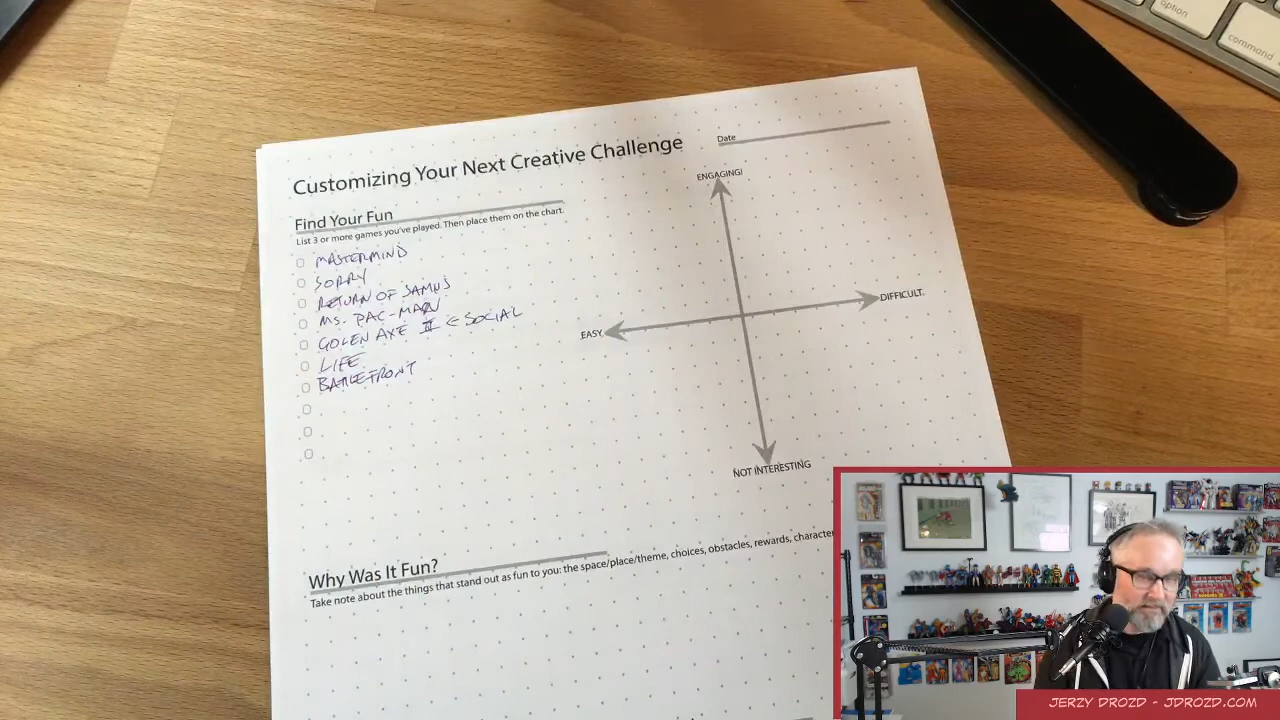 option
command
Customizing Your Next Creative Challenge
Date
Find Your Fun
List 3 or more games you've played. Then place them on the chart.
MASTERMIND
SORRY
RETURN OF SAMUS
MS. PAC-MAN
GOLEN AXE II ← SOCIAL
LIFE
BATLEFRONT
ENGAGING!
DIFFICULT
EASY
NOT INTERESTING
Why Was It Fun?
Take note about the things that stand out as fun to you: the space/place/theme, choices, obstacles, rewards, character
JERZY DROZD - JDROZD.COM